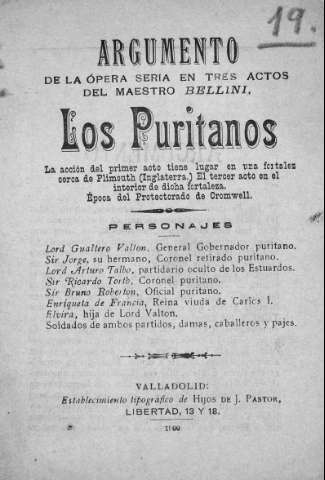 19.
ARGUMENTO
DE LA ÓPERA SERIA EN TRES ACTOS
DEL MAESTRO BELLINI,
Los Puritanos
La acción del primer acto tiene lugar en una fortalez
cerca de Plimouth (Inglaterra.) El tercer acto en el
interior de dicha fortaleza.
Época del Protectorado de Cromwell.
PERSONAJES
Lord Gualtero Vallon, General Gobernador puritano.
Sir Jorge, su hermano, Coronel retirado puritano.
Lord Arturo Talbo, partidario oculto de los Estuardos.
Sir Ricardo Forth, Coronel puritano.
Sir Bruno Roberton, Oficial puritano.
Enriqueta de Francia, Reina viuda de Carlos I.
Elvira, hija de Lord Valton.
Soldados de ambos partidos, damas, caballeros y pajes.
VALLADOLID:
Establecimiento tipográfico de HIJOS DE J. PASTOR,
LIBERTAD, 13 Y 18.